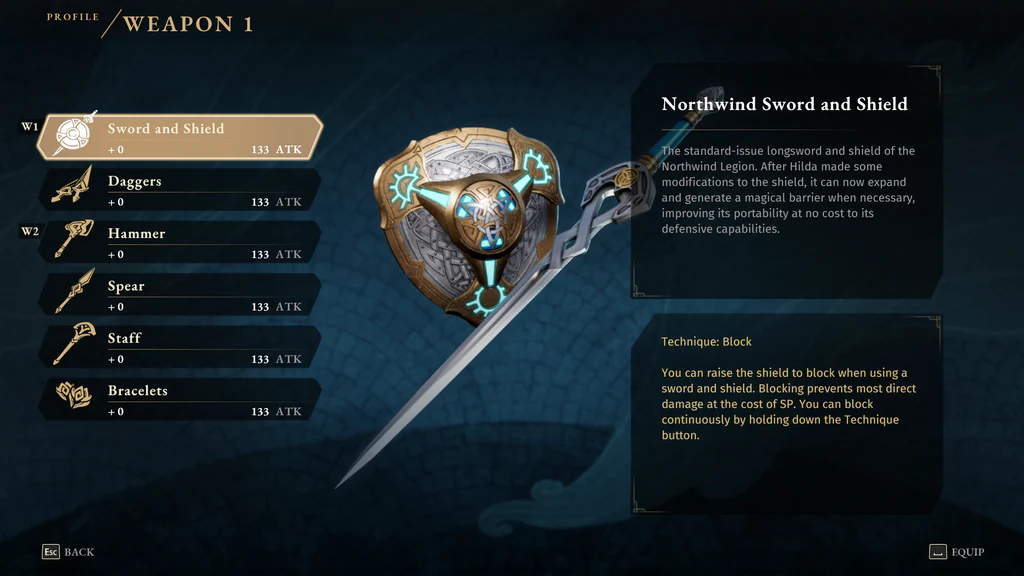 PROFILE
WEAPON 1
W1
Sword and Shield
+0 133 ATK
Daggers
+0 133 ATK
W2
Hammer
+0 133 ATK
Spear
+0 133 ATK
Staff
+0 133 ATK
Bracelets
+0 133 ATK
Northwind Sword and Shield
The standard-issue longsword and shield of the
Northwind Legion. After Hilda made some
modifications to the shield, it can now expand
and generate a magical barrier when necessary,
improving its portability at no cost to its
defensive capabilities.
Technique: Block
You can raise the shield to block when using a
sword and shield. Blocking prevents most direct
damage at the cost of SP. You can block
continuously by holding down the Technique
button.
Esc BACK
EQUIP